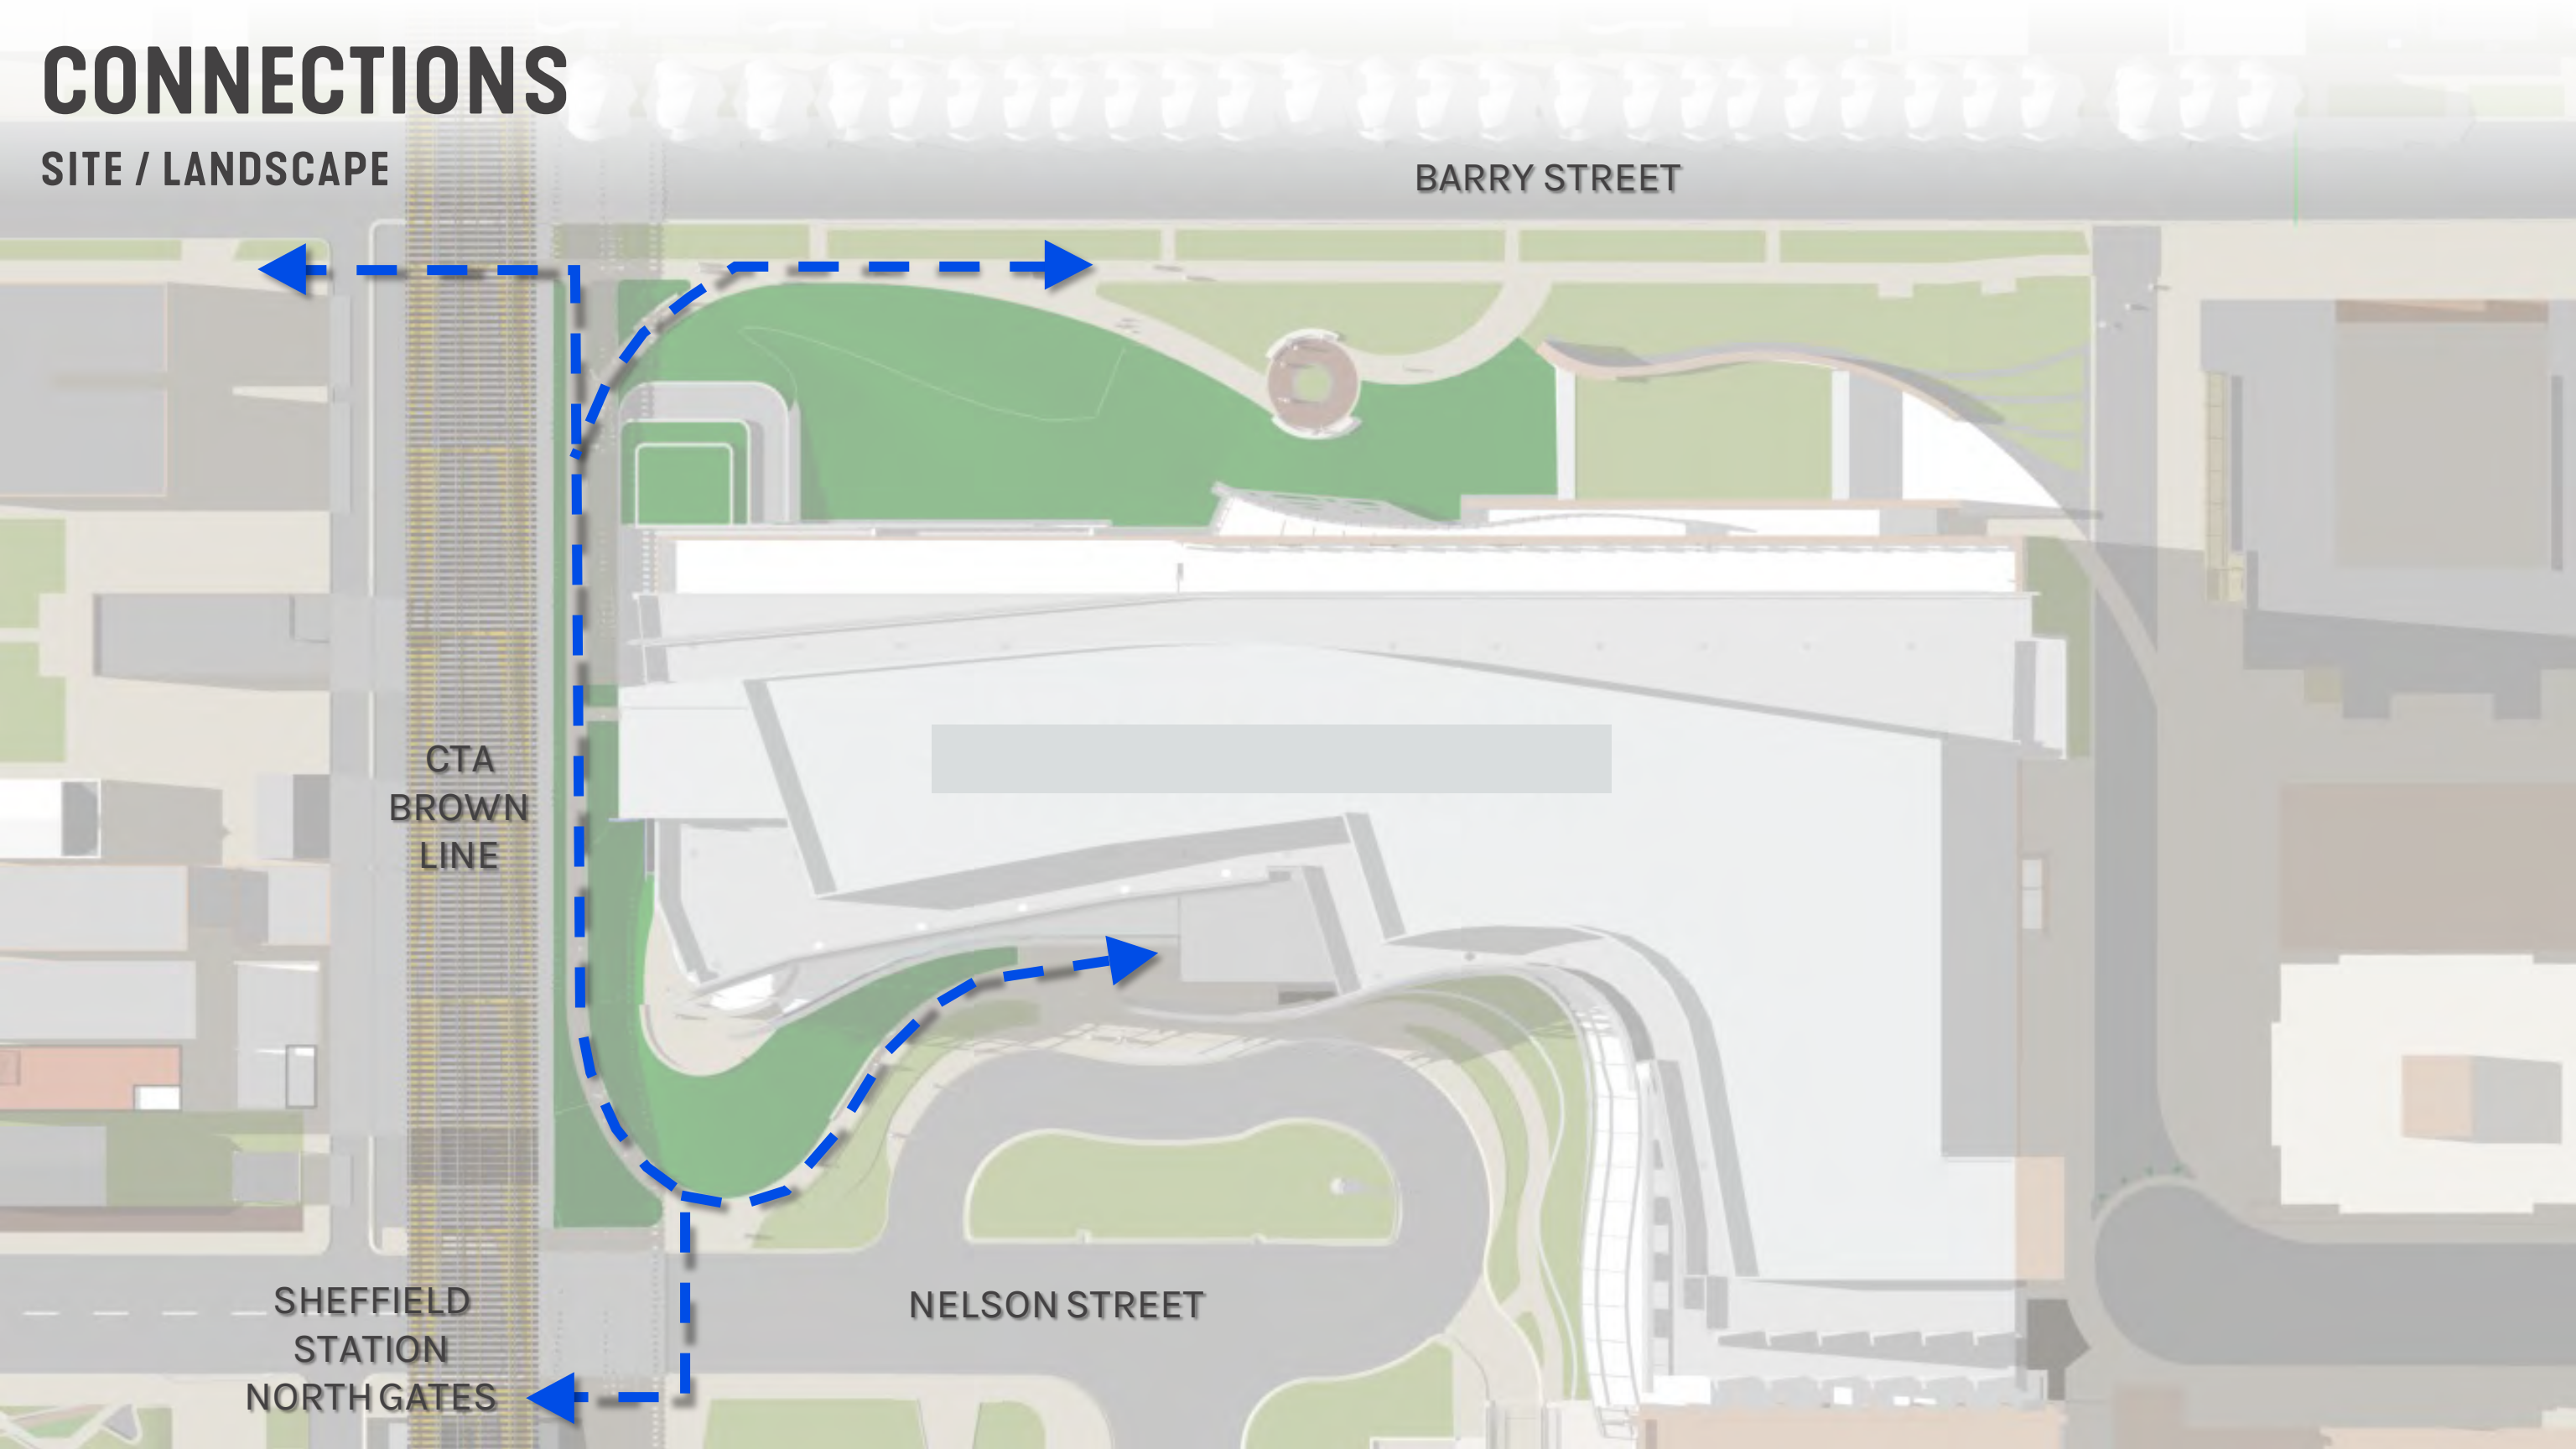 CONNECTIONS
SITE / LANDSCAPE
BARRY STREET
CTA
BROWN
LINE
SHEFFIELD
STATION
NORTH GATES
NELSON STREET